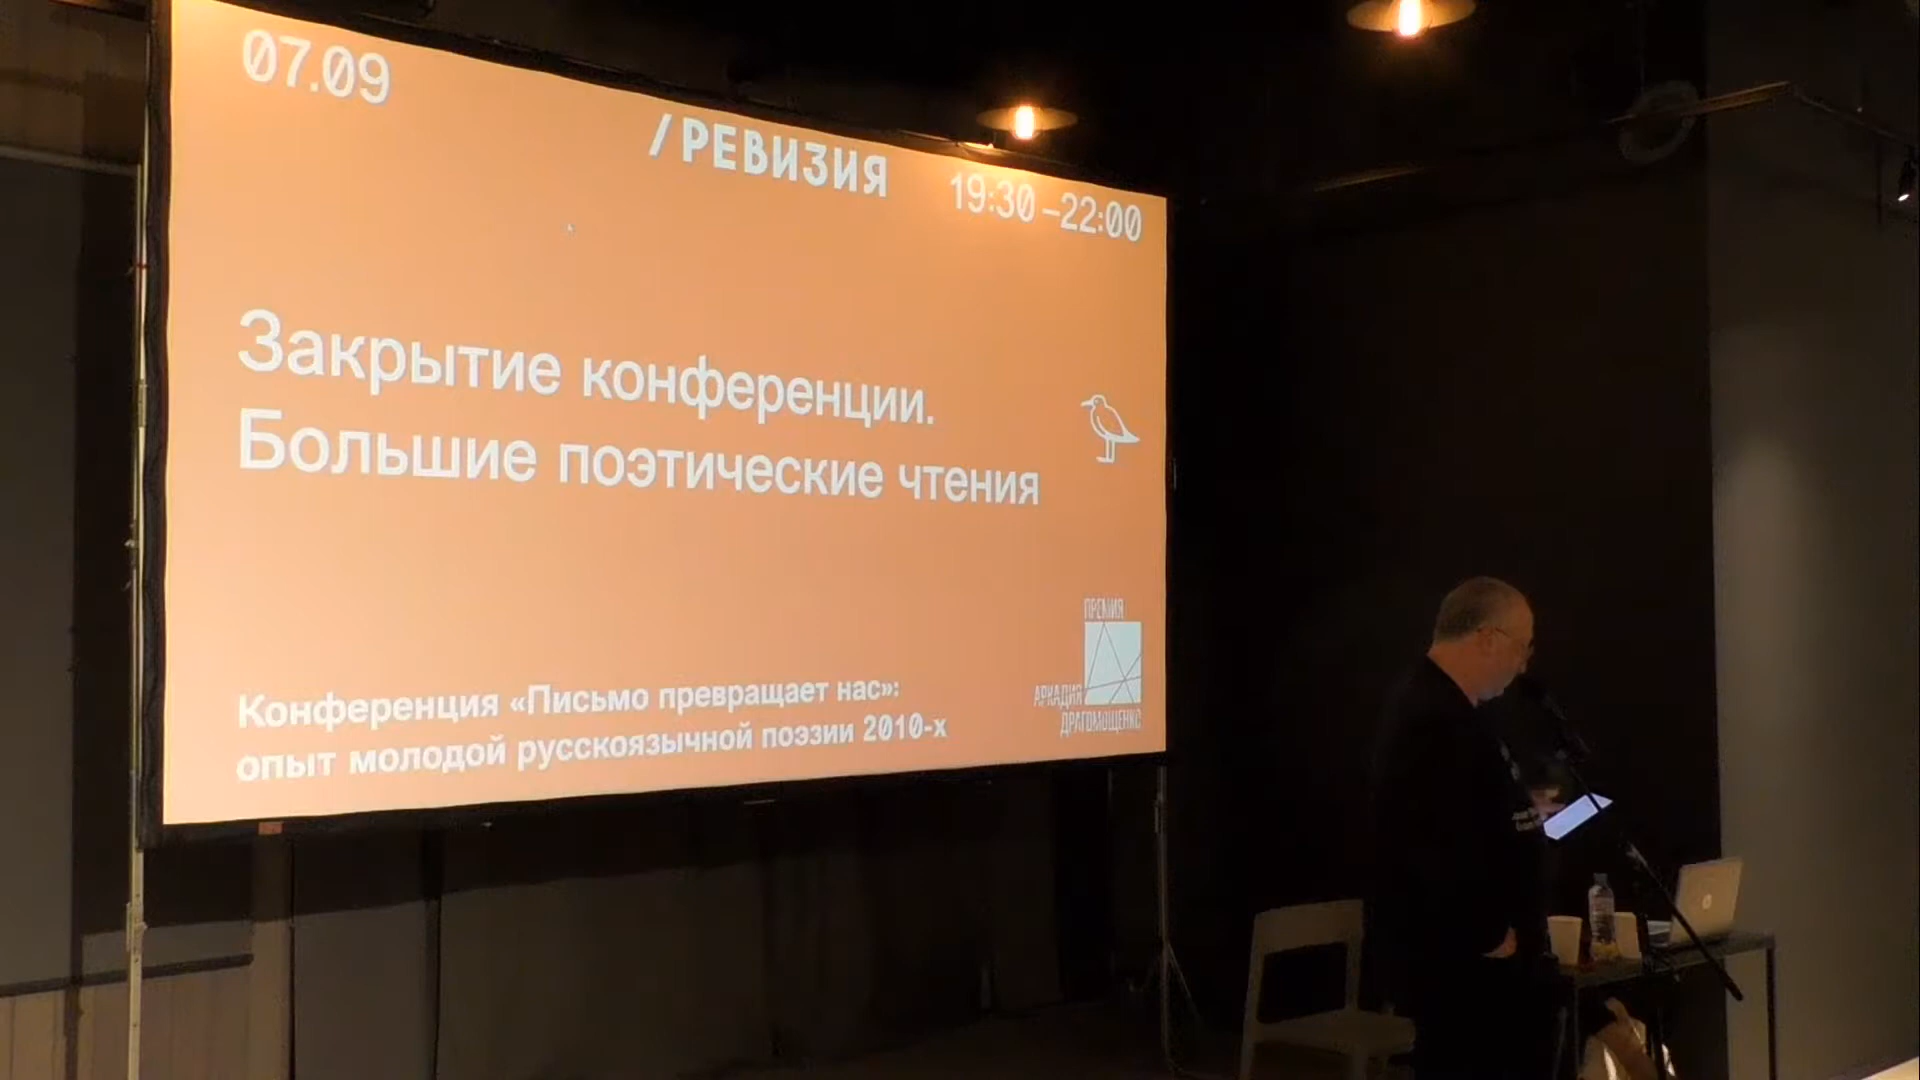 07.09
/РЕВИЗИЯ
19:30–22:00
Закрытие конференции.
Большие поэтические чтения
ПРЕМИЯ
АРКАДИЯ
ДРАГОМОЩЕНКО
Конференция «Письмо превращает нас»:
опыт молодой русскоязычной поэзии 2010-х